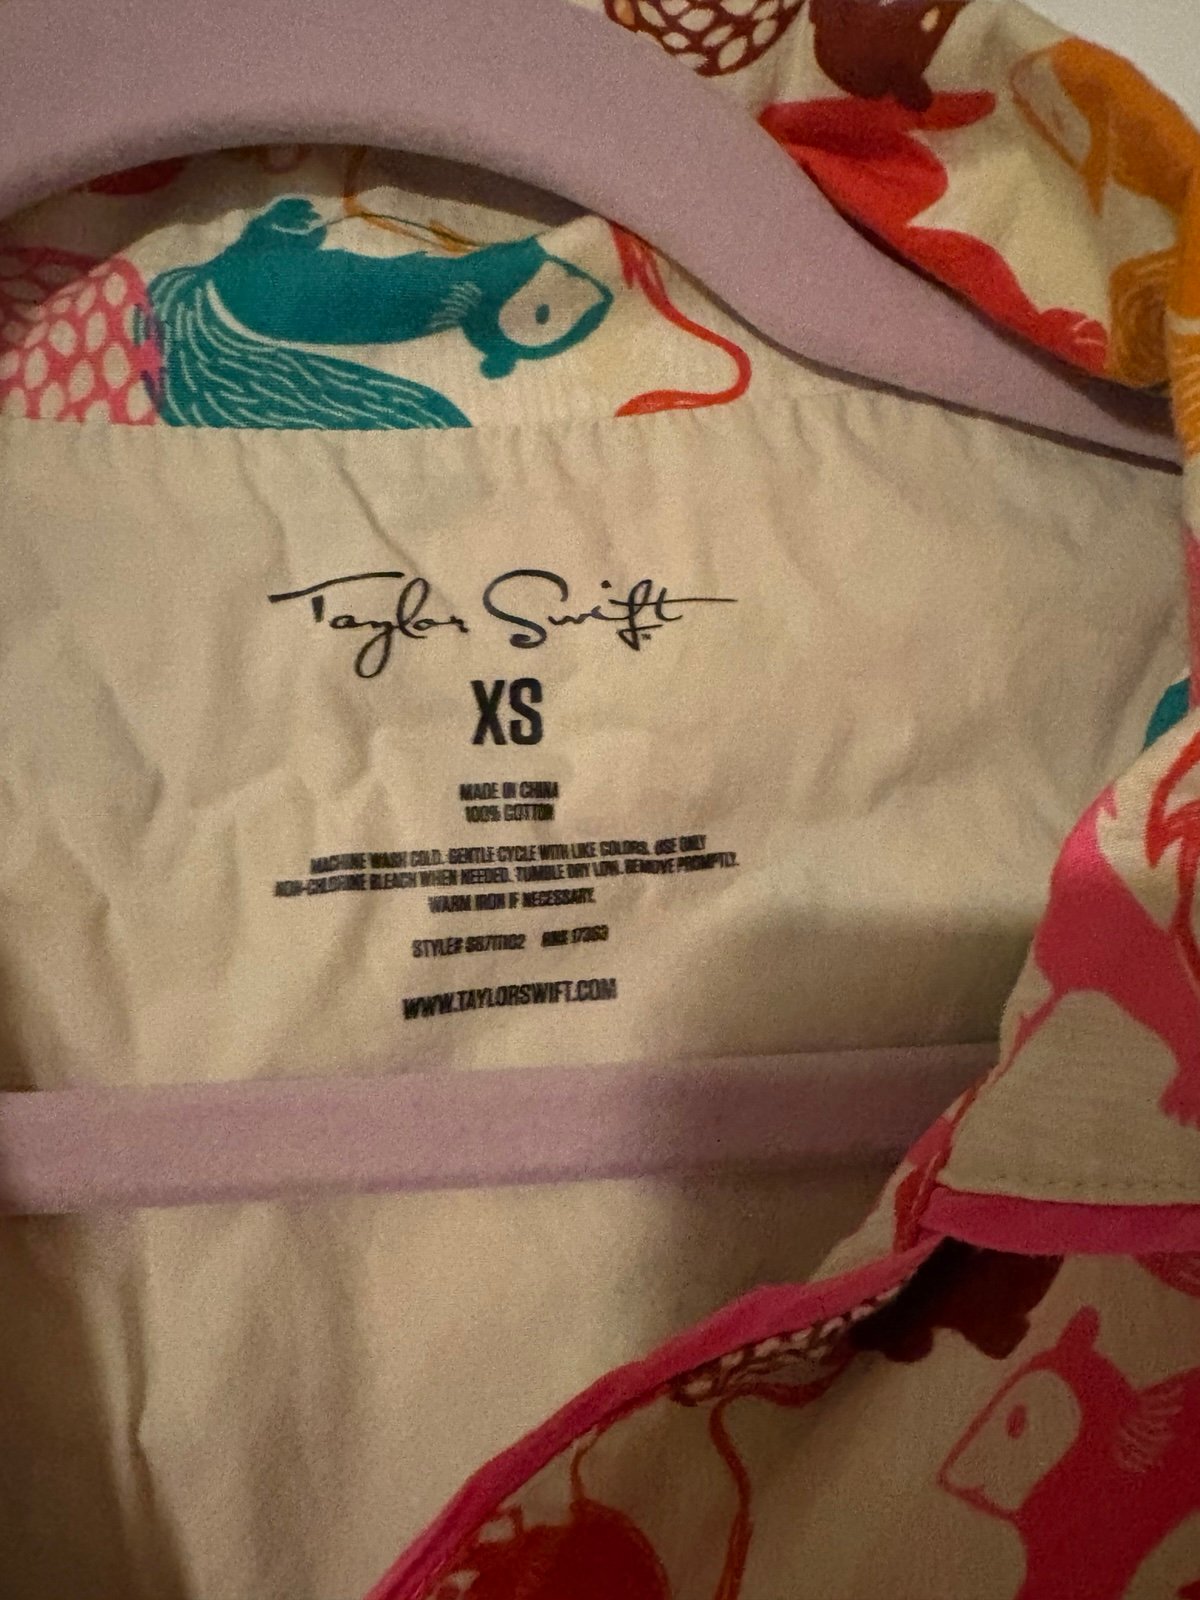 Taylor Swift
XS
MADE IN CHINA
100% COTTON
MACHINE WASH COLD. GENTLE CYCLE WITH LIKE COLORS. USE ONLY
NON-CHLORINE BLEACH WHEN NEEDED. TUMBLE DRY LOW. REMOVE PROMPTLY.
WARM IRON IF NECESSARY.
STYLE#
WWW.TAYLORSWIFT.COM